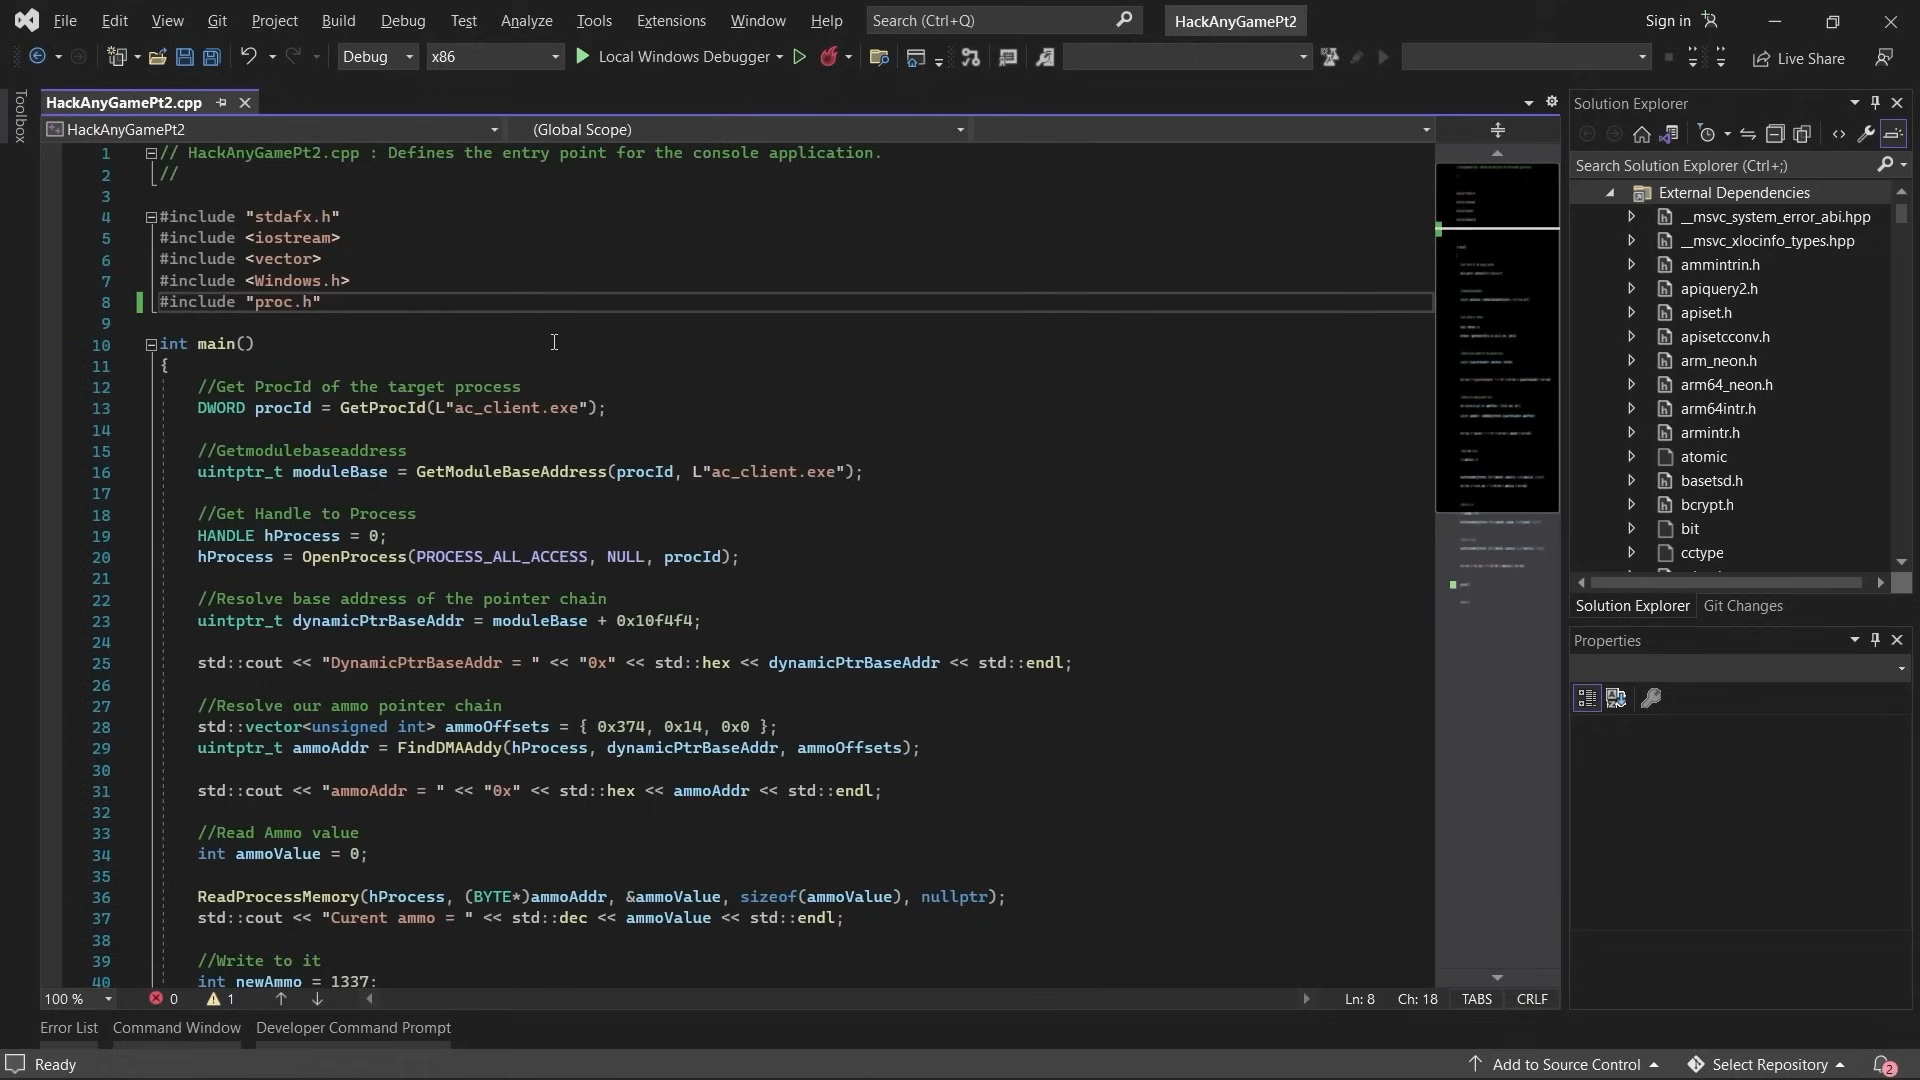 File Edit View Git Project Build Debug Test Analyze Tools Extensions Window Help Search (Ctrl+Q) HackAnyGamePt2 Sign in
Debug x86 Local Windows Debugger Live Share
Toolbox
HackAnyGamePt2.cpp
HackAnyGamePt2 (Global Scope)
1 // HackAnyGamePt2.cpp : Defines the entry point for the console application.
2 //
3
4 #include "stdafx.h"
5 #include <iostream>
6 #include <vector>
7 #include <Windows.h>
8 #include "proc.h"
9
10 int main()
11 {
12 //Get ProcId of the target process
13 DWORD procId = GetProcId(L"ac_client.exe");
14
15 //Getmodulebaseaddress
16 uintptr_t moduleBase = GetModuleBaseAddress(procId, L"ac_client.exe");
17
18 //Get Handle to Process
19 HANDLE hProcess = 0;
20 hProcess = OpenProcess(PROCESS_ALL_ACCESS, NULL, procId);
21
22 //Resolve base address of the pointer chain
23 uintptr_t dynamicPtrBaseAddr = moduleBase + 0x10f4f4;
24
25 std::cout << "DynamicPtrBaseAddr = " << "0x" << std::hex << dynamicPtrBaseAddr << std::endl;
26
27 //Resolve our ammo pointer chain
28 std::vector<unsigned int> ammoOffsets = { 0x374, 0x14, 0x0 };
29 uintptr_t ammoAddr = FindDMAAddy(hProcess, dynamicPtrBaseAddr, ammoOffsets);
30
31 std::cout << "ammoAddr = " << "0x" << std::hex << ammoAddr << std::endl;
32
33 //Read Ammo value
34 int ammoValue = 0;
35
36 ReadProcessMemory(hProcess, (BYTE*)ammoAddr, &ammoValue, sizeof(ammoValue), nullptr);
37 std::cout << "Curent ammo = " << std::dec << ammoValue << std::endl;
38
39 //Write to it
40 int newAmmo = 1337;
100 % 0 1 Ln: 8 Ch: 18 TABS CRLF
Error List Command Window Developer Command Prompt
Solution Explorer
Search Solution Explorer (Ctrl+;)
External Dependencies
__msvc_system_error_abi.hpp
__msvc_xlocinfo_types.hpp
ammintrin.h
apiquery2.h
apiset.h
apisetcconv.h
arm_neon.h
arm64_neon.h
arm64intr.h
armintr.h
atomic
basetsd.h
bcrypt.h
bit
cctype
Solution Explorer Git Changes
Properties
Ready Add to Source Control Select Repository 2